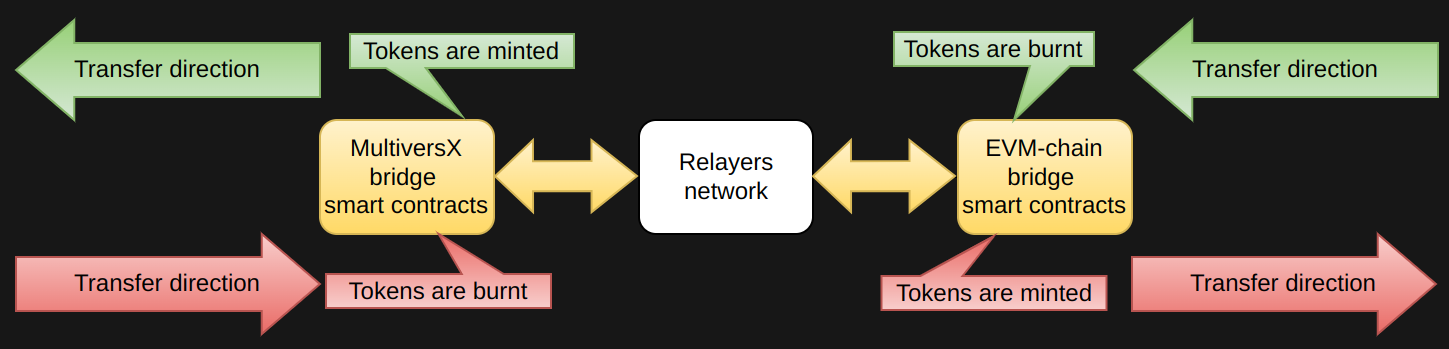 Transfer direction
Tokens are minted
Tokens are burnt
Transfer direction
MultiversX
bridge
smart contracts
Relayers
network
EVM-chain
bridge
smart contracts
Transfer direction
Tokens are burnt
Tokens are minted
Transfer direction